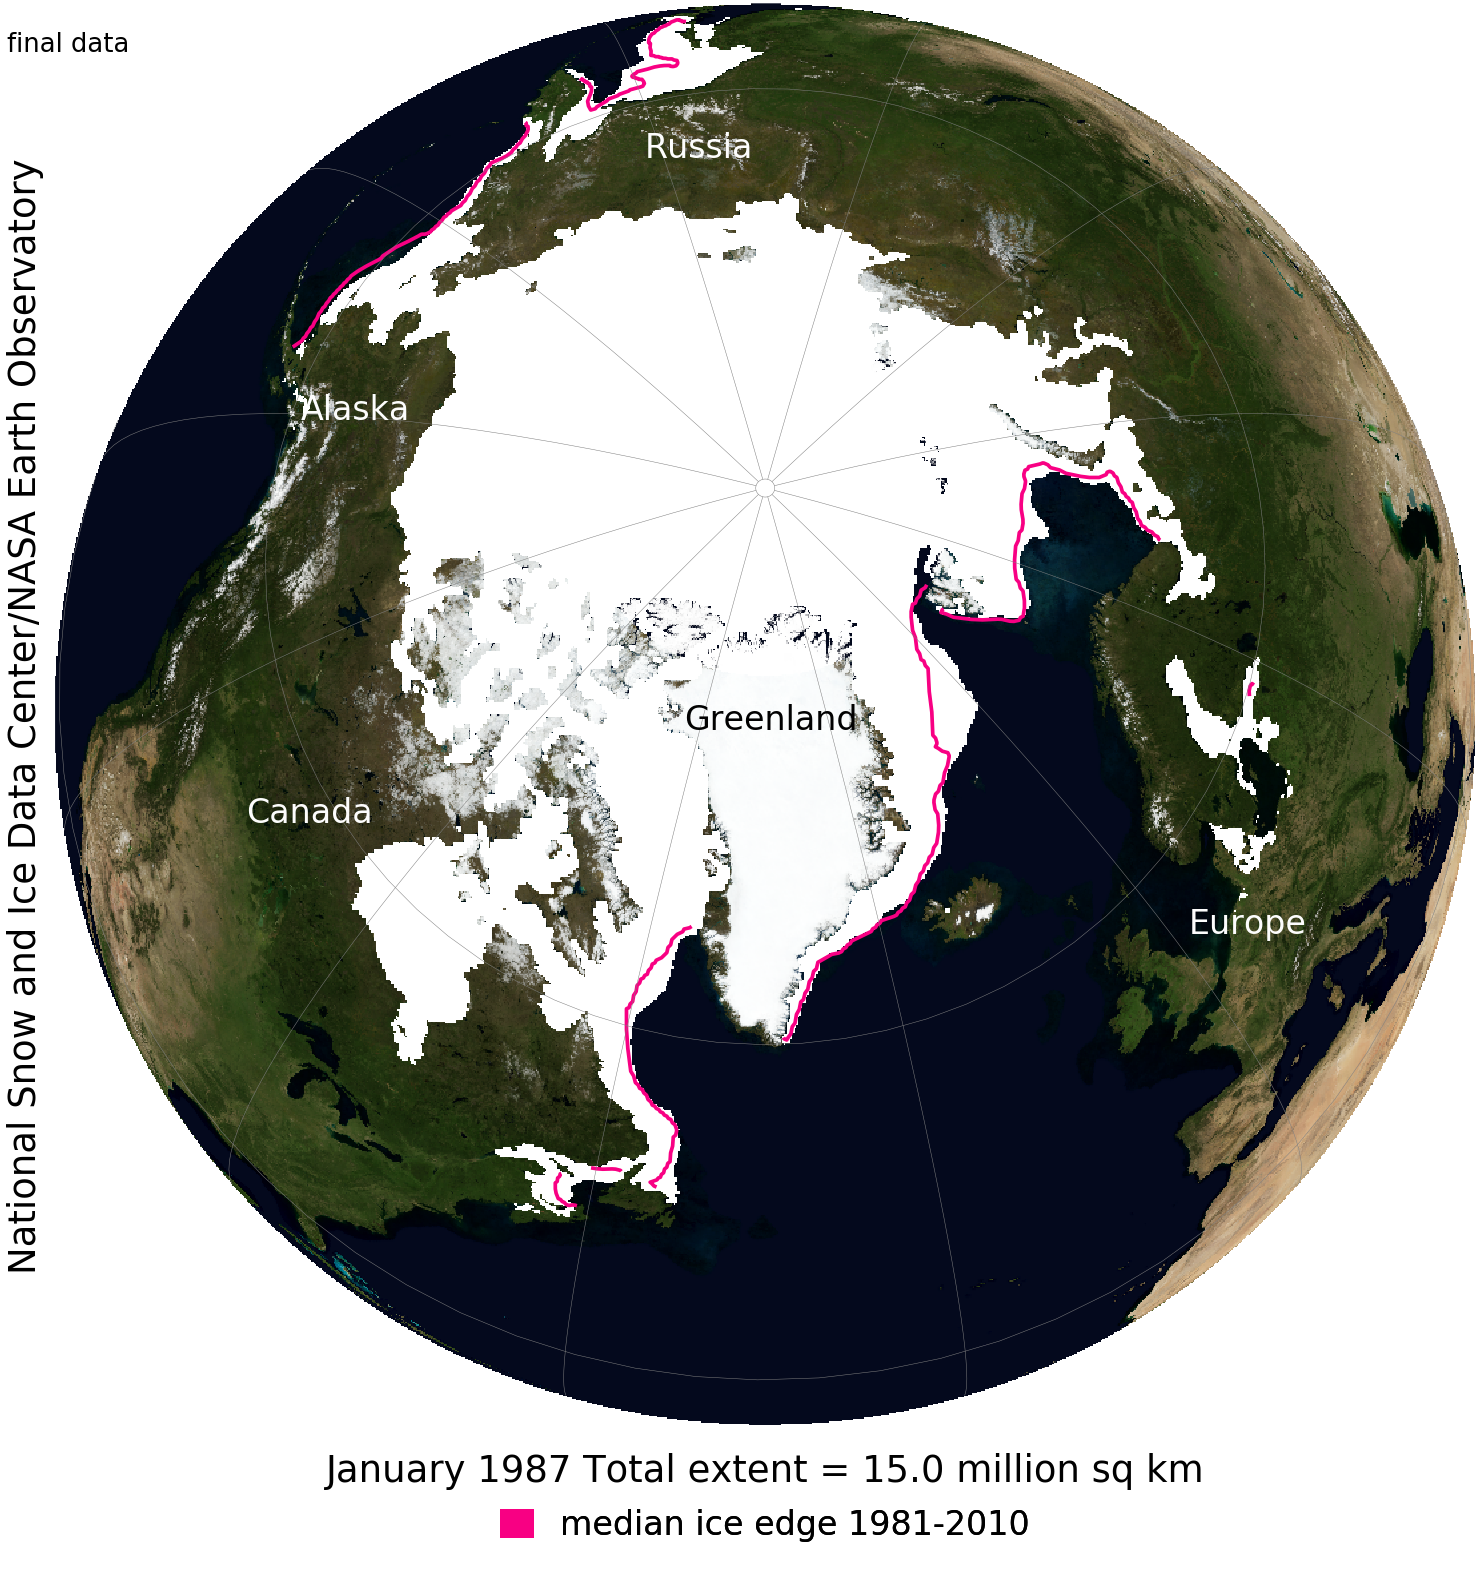 final data
National Snow and Ice Data Center/NASA Earth Observatory
Russia
Alaska
Greenland
Canada
Europe
January 1987 Total extent = 15.0 million sq km
median ice edge 1981-2010